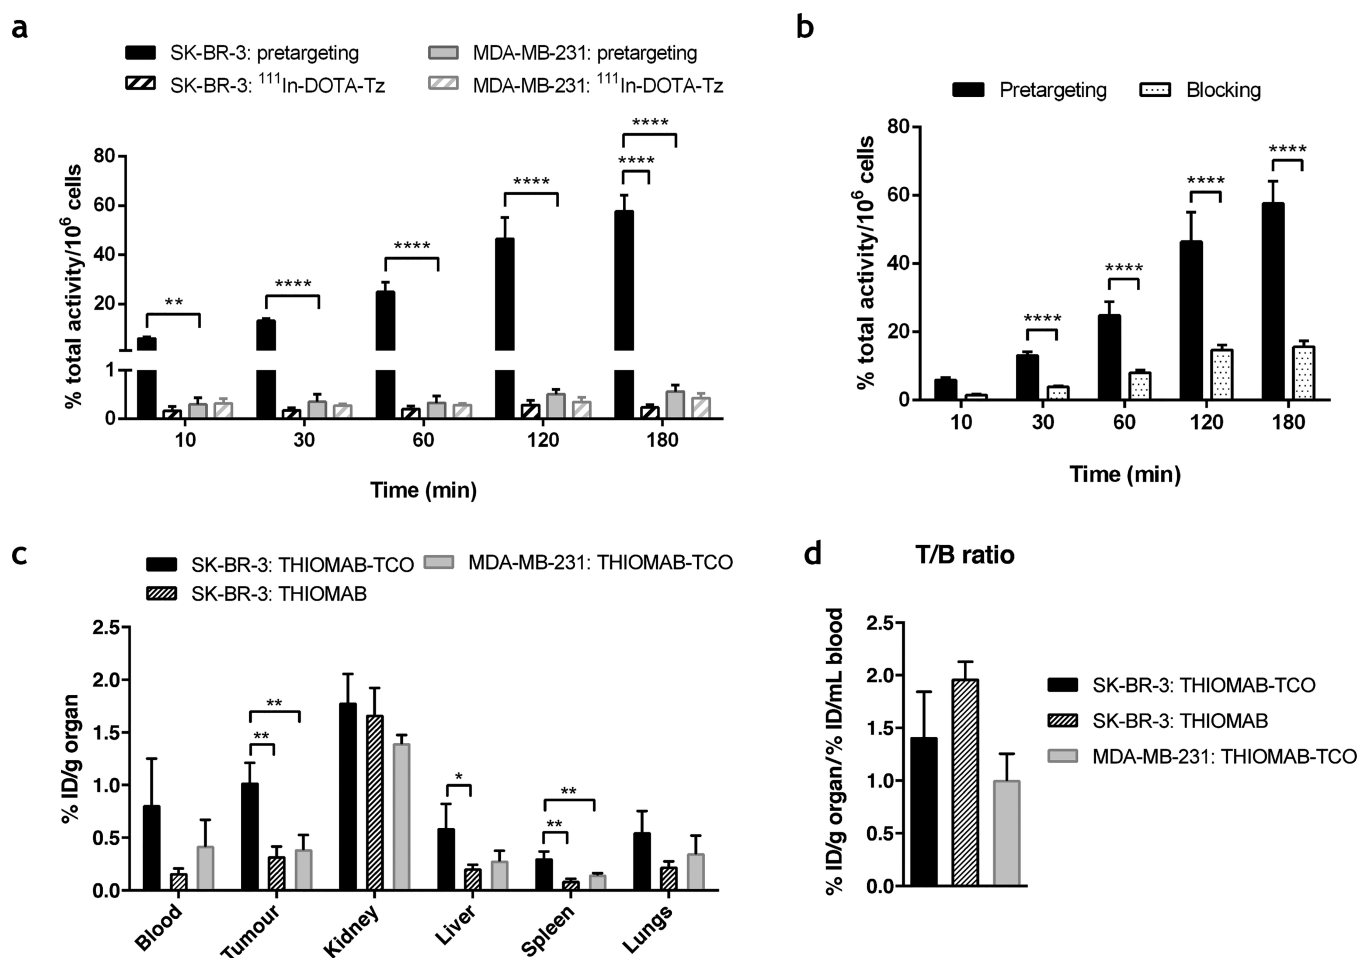 a
SK-BR-3: pretargeting
MDA-MB-231: pretargeting
SK-BR-3: ¹¹¹In-DOTA-Tz
MDA-MB-231: ¹¹¹In-DOTA-Tz
% total activity/10⁶ cells
80
60
40
20
1
0
** **** **** **** **** ****
10 30 60 120 180
Time (min)
b
Pretargeting
Blocking
% total activity/10⁶ cells
80
60
40
20
0
**** **** **** ****
10 30 60 120 180
Time (min)
c
SK-BR-3: THIOMAB-TCO
MDA-MB-231: THIOMAB-TCO
SK-BR-3: THIOMAB
% ID/g organ
2.5
2.0
1.5
1.0
0.5
0.0
** ** * ** **
Blood Tumour Kidney Liver Spleen Lungs
d
T/B ratio
% ID/g organ/ % ID/mL blood
2.5
2.0
1.5
1.0
0.5
0.0
SK-BR-3: THIOMAB-TCO
SK-BR-3: THIOMAB
MDA-MB-231: THIOMAB-TCO